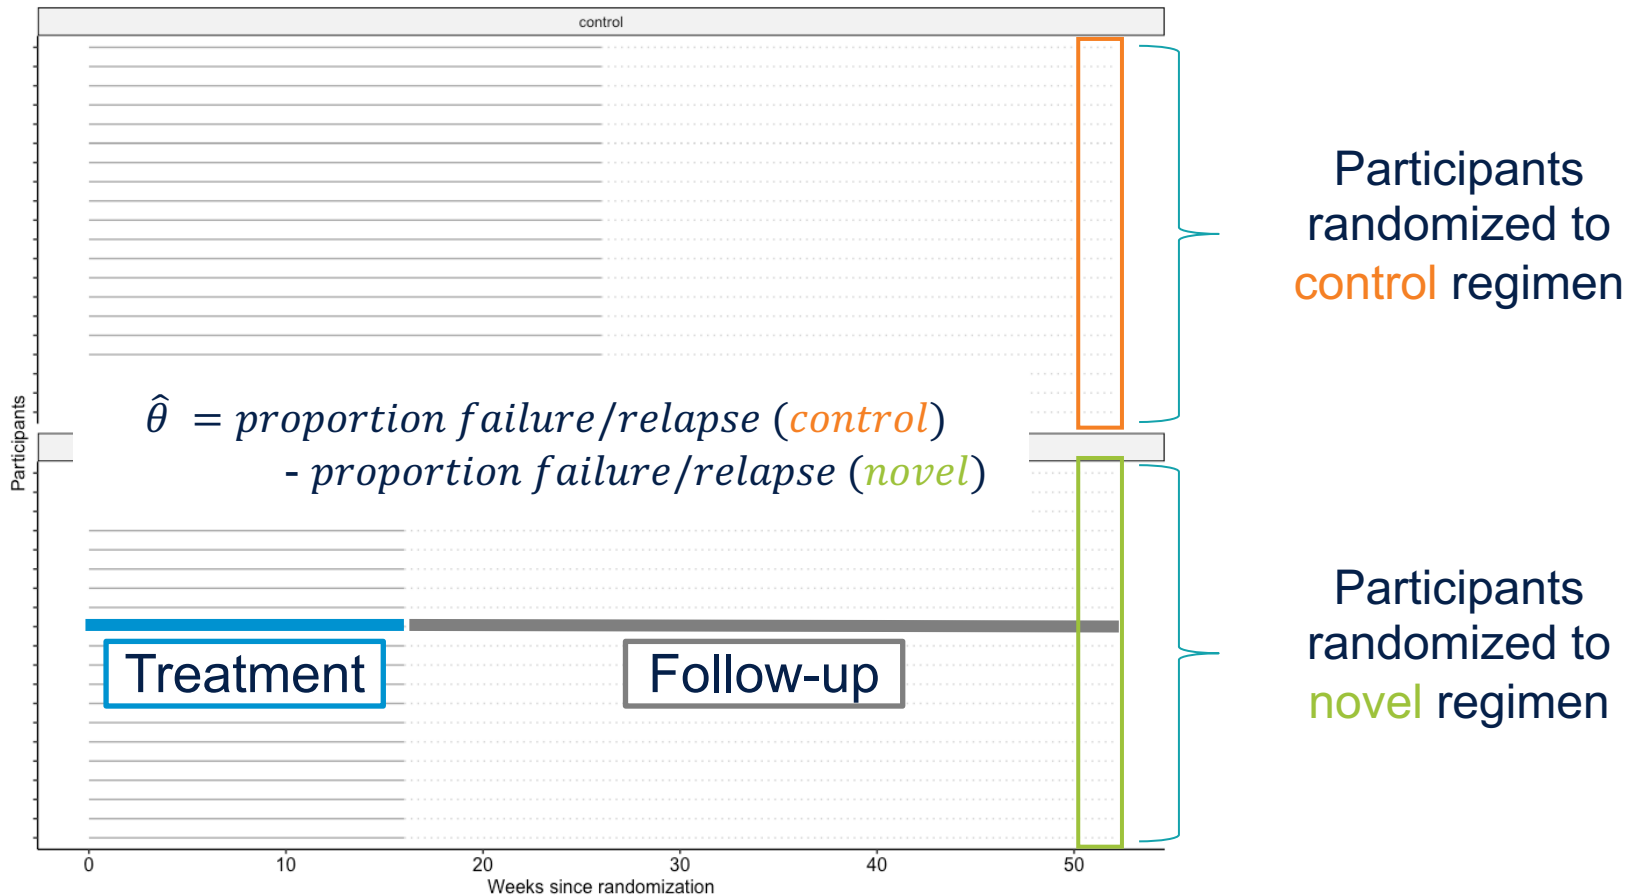 control
Participants
randomized to
control regimen
Participants
θ̂ = proportion failure/relapse (control)
- proportion failure/relapse (novel)
Treatment
Follow-up
Participants
randomized to
novel regimen
0 10 20 30 40 50
Weeks since randomization